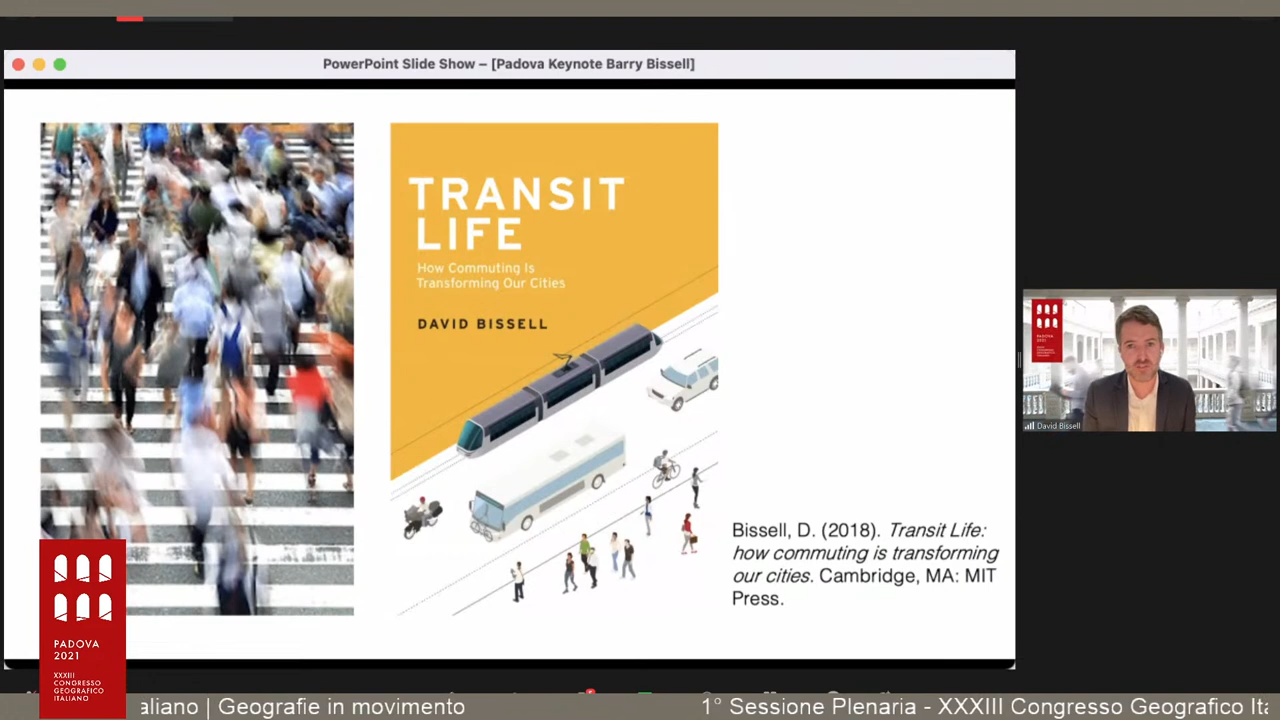 PowerPoint Slide Show – [Padova Keynote Barry Bissell]
TRANSIT
LIFE
How Commuting Is
Transforming Our Cities
DAVID BISSELL
Bissell, D. (2018). Transit Life:
how commuting is transforming
our cities. Cambridge, MA: MIT
Press.
PADOVA
2021
David Bissell
PADOVA
2021
XXXIII
CONGRESSO
GEOGRAFICO
ITALIANO
aliano | Geografie in movimento
1° Sessione Plenaria - XXXIII Congresso Geografico Ita